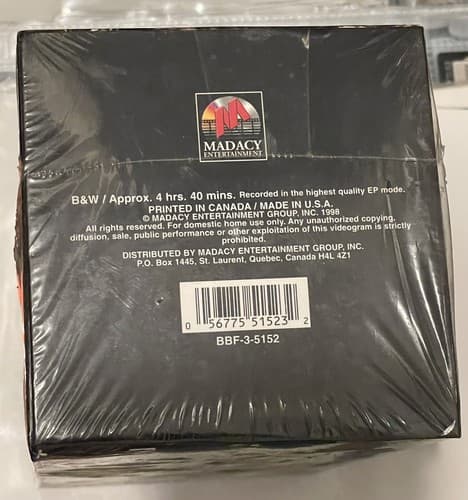 MADACY
ENTERTAINMENT
B&W / Approx. 4 hrs. 40 mins. Recorded in the highest quality EP mode.
PRINTED IN CANADA / MADE IN U.S.A.
© MADACY ENTERTAINMENT GROUP, INC. 1998
All rights reserved. For domestic home use only. Any unauthorized copying,
diffusion, sale, public performance or other exploitation of this videogram is strictly
prohibited.
DISTRIBUTED BY MADACY ENTERTAINMENT GROUP, INC.
P.O. Box 1445, St. Laurent, Quebec, Canada H4L 4Z1
0 56775 51523 2
BBF-3-5152